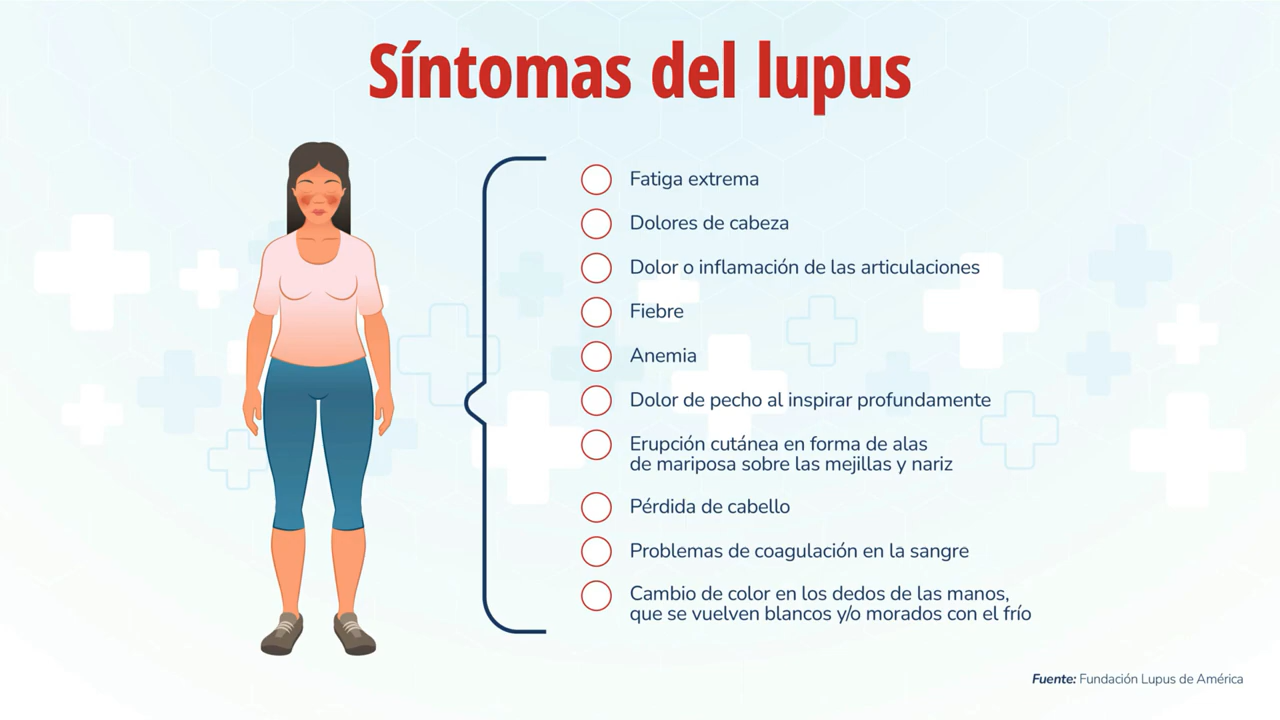 Síntomas del lupus
Fatiga extrema
Dolores de cabeza
Dolor o inflamación de las articulaciones
Fiebre
Anemia
Dolor de pecho al inspirar profundamente
Erupción cutánea en forma de alas
de mariposa sobre las mejillas y nariz
Pérdida de cabello
Problemas de coagulación en la sangre
Cambio de color en los dedos de las manos,
que se vuelven blancos y/o morados con el frío
Fuente: Fundación Lupus de América